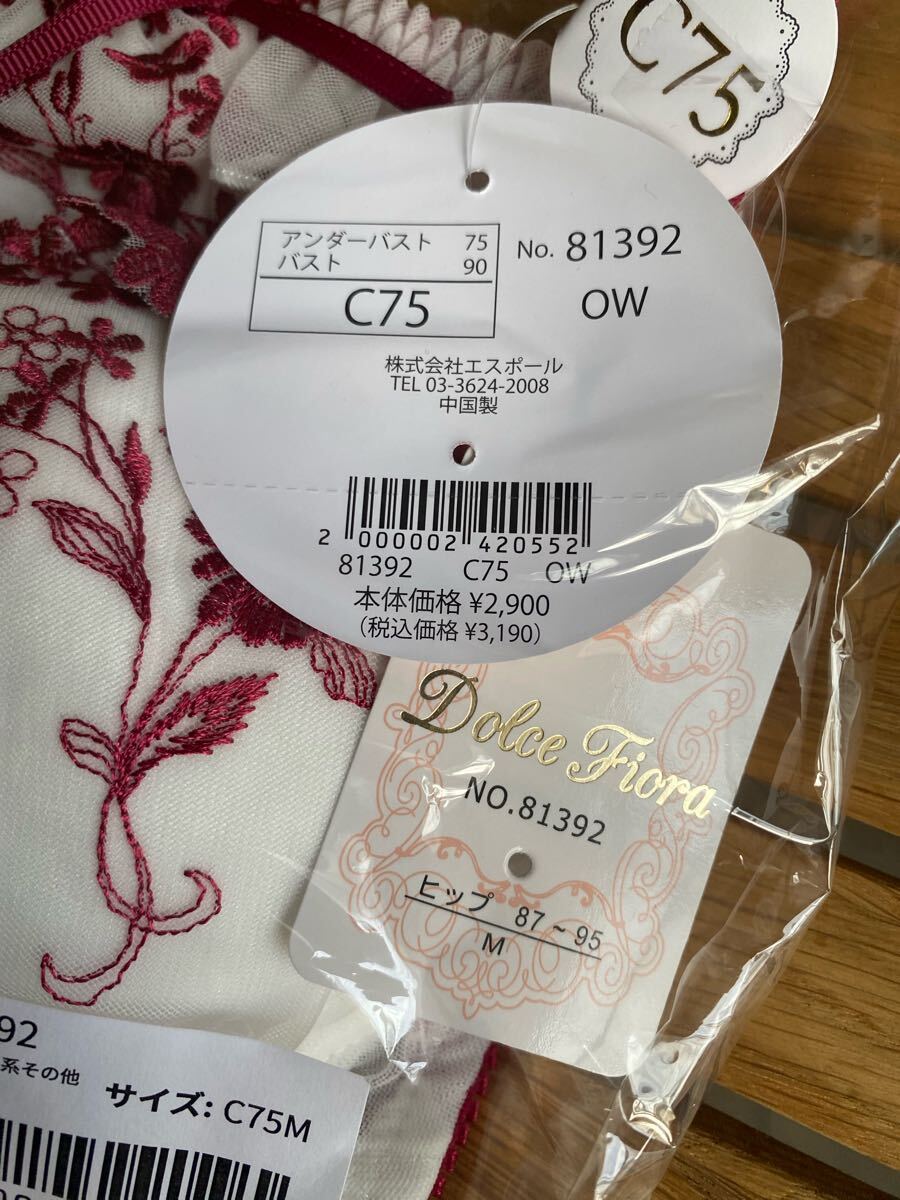 C75
アンダーバスト 75
バスト 90
C75
No. 81392
OW
株式会社エスポール
TEL 03-3624-2008
中国製
2 000002 420552
81392 C75 OW
本体価格 ¥2,900
(税込価格 ¥3,190)
Dolce Fiora
NO.81392
ヒップ 87~95
M
92
系その他
サイズ: C75M